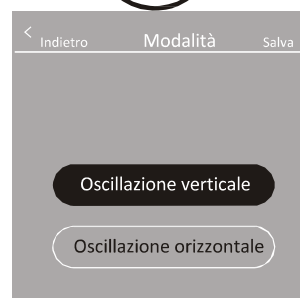 < Indietro Modalità Salva
Oscillazione verticale
Oscillazione orizzontale